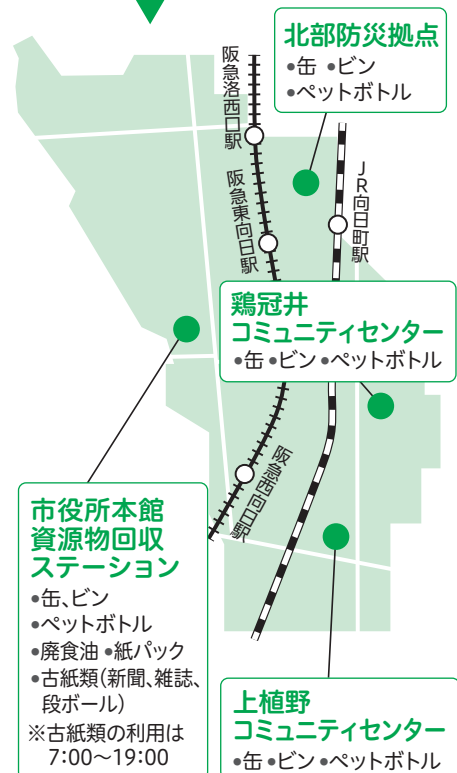 北部防災拠点
•缶 •ビン
•ペットボトル
阪急洛西口駅
阪急東向日駅
JR向日町駅
鶏冠井
コミュニティセンター
•缶•ビン•ペットボトル
阪急西向日駅
市役所本館
資源物回収
ステーション
•缶、ビン
•ペットボトル
•廃食油 •紙パック
•古紙類(新聞、雑誌、
段ボール)
※古紙類の利用は
7:00〜19:00
上植野
コミュニティセンター
•缶•ビン•ペットボトル